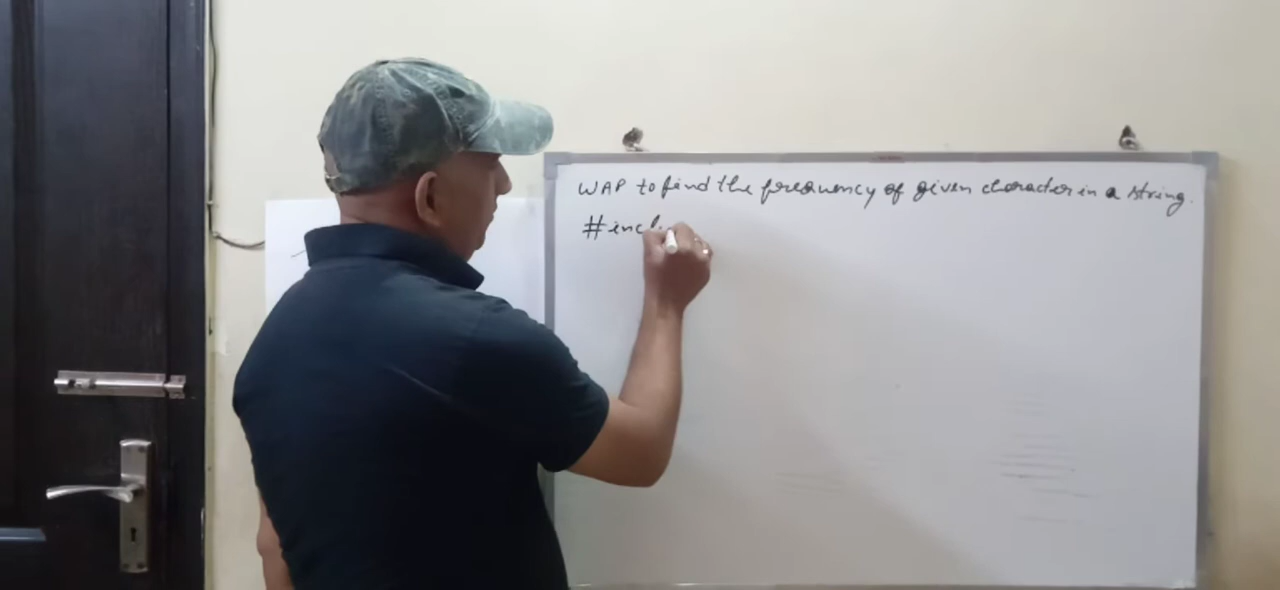 WAP to find the frequency of given character in a string.
#incl